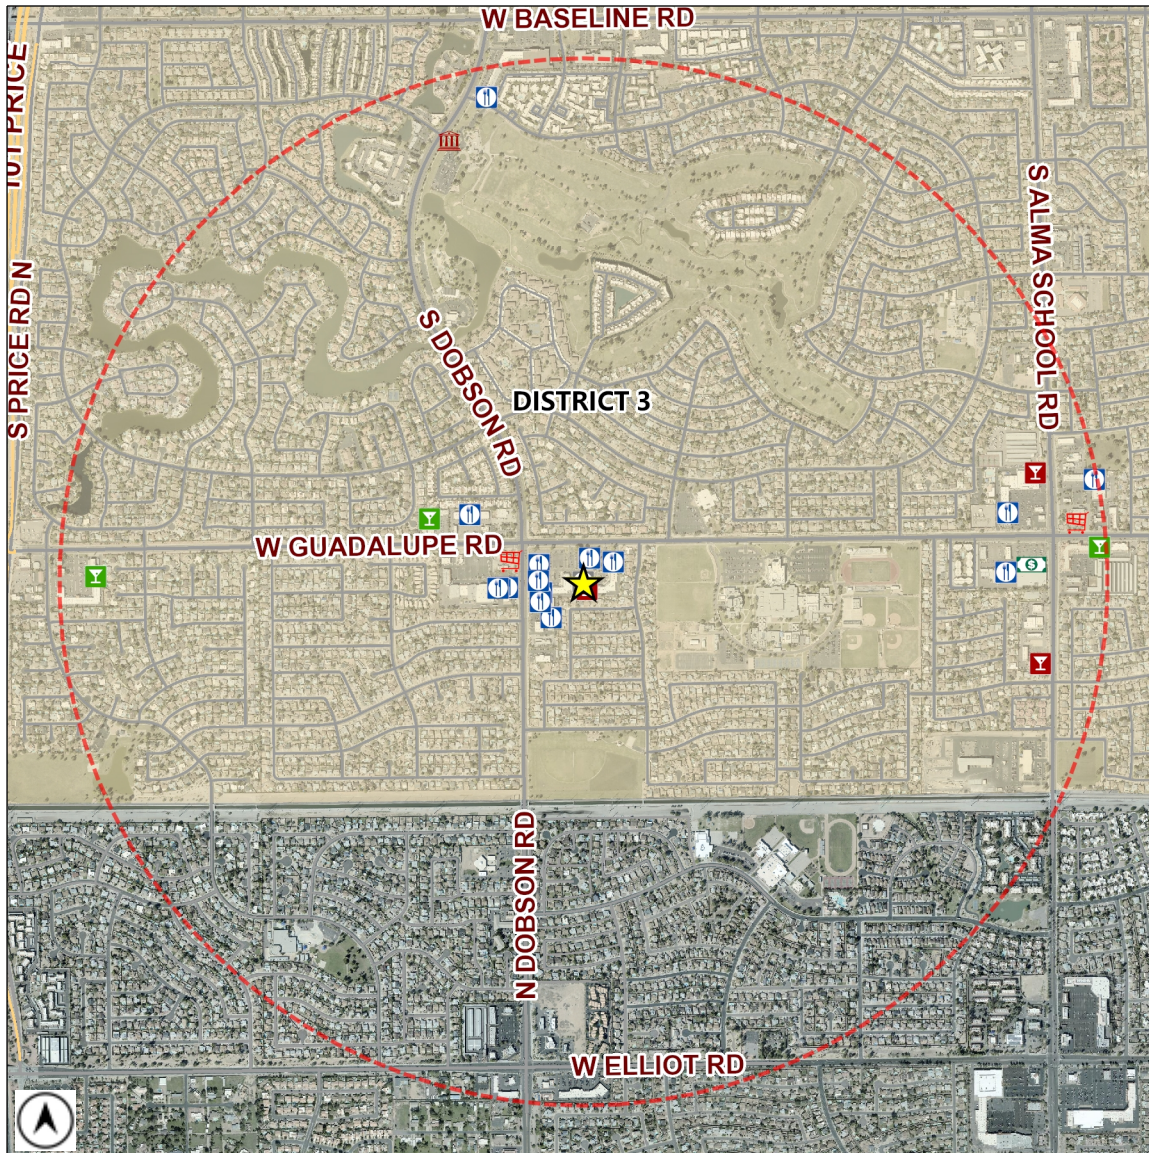 W BASELINE RD
101 PRICE
S ALMA SCHOOL RD
S PRICE RD N
S DOBSON RD
DISTRICT 3
W GUADALUPE RD
$
N DOBSON RD
W ELLIOT RD